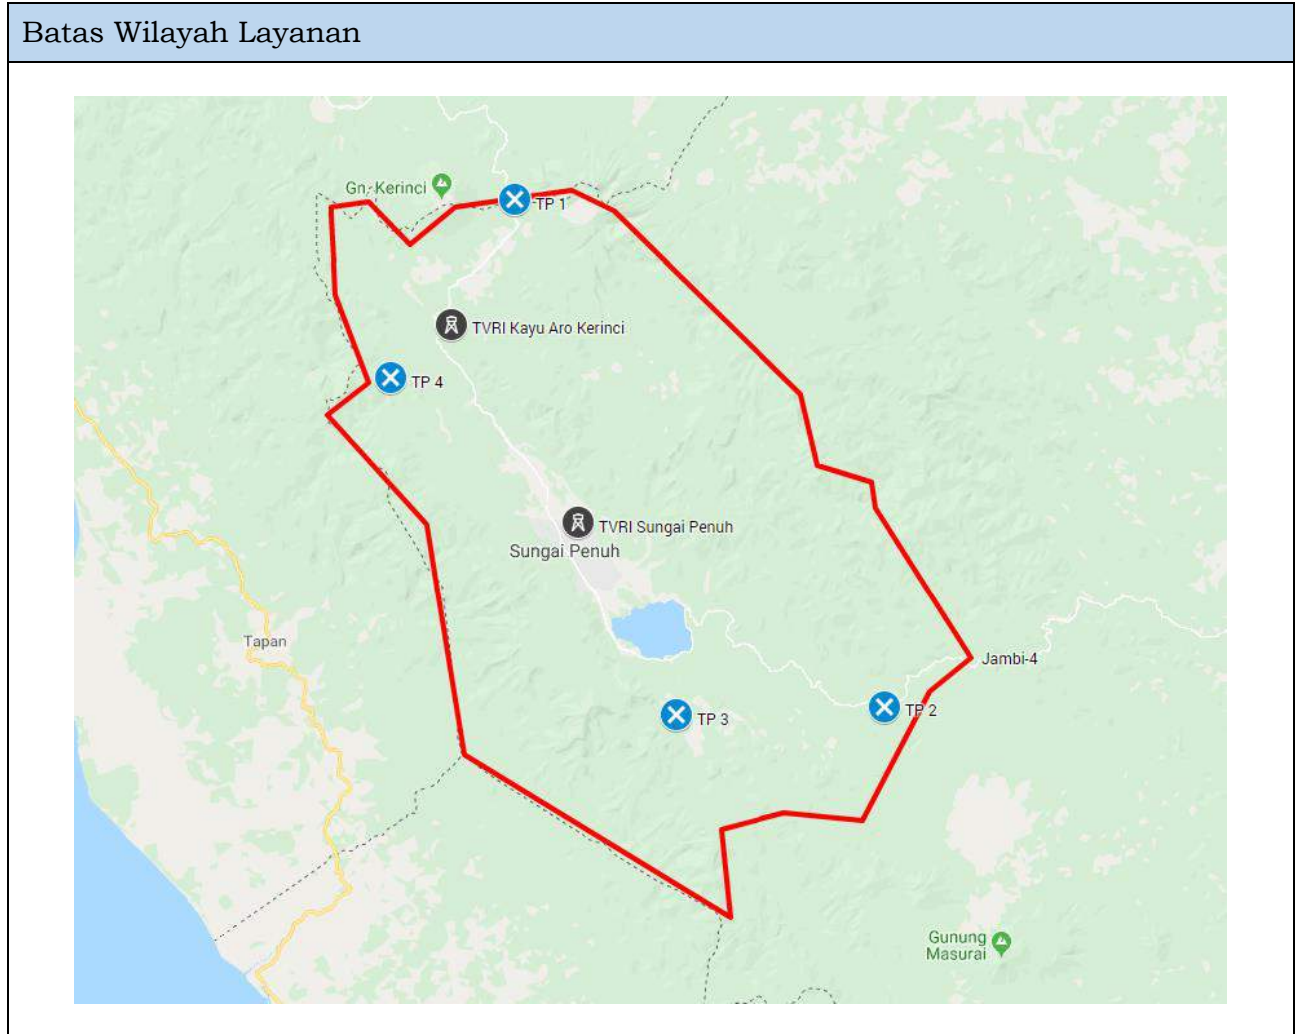 Batas Wilayah Layanan
Gn. Kerinci
TP 1
TVRI Kayu Aro Kerinci
TP 4
TVRI Sungai Penuh
Sungai Penuh
Tapan
Jambi-4
TP 2
TP 3
Gunung
Masurai